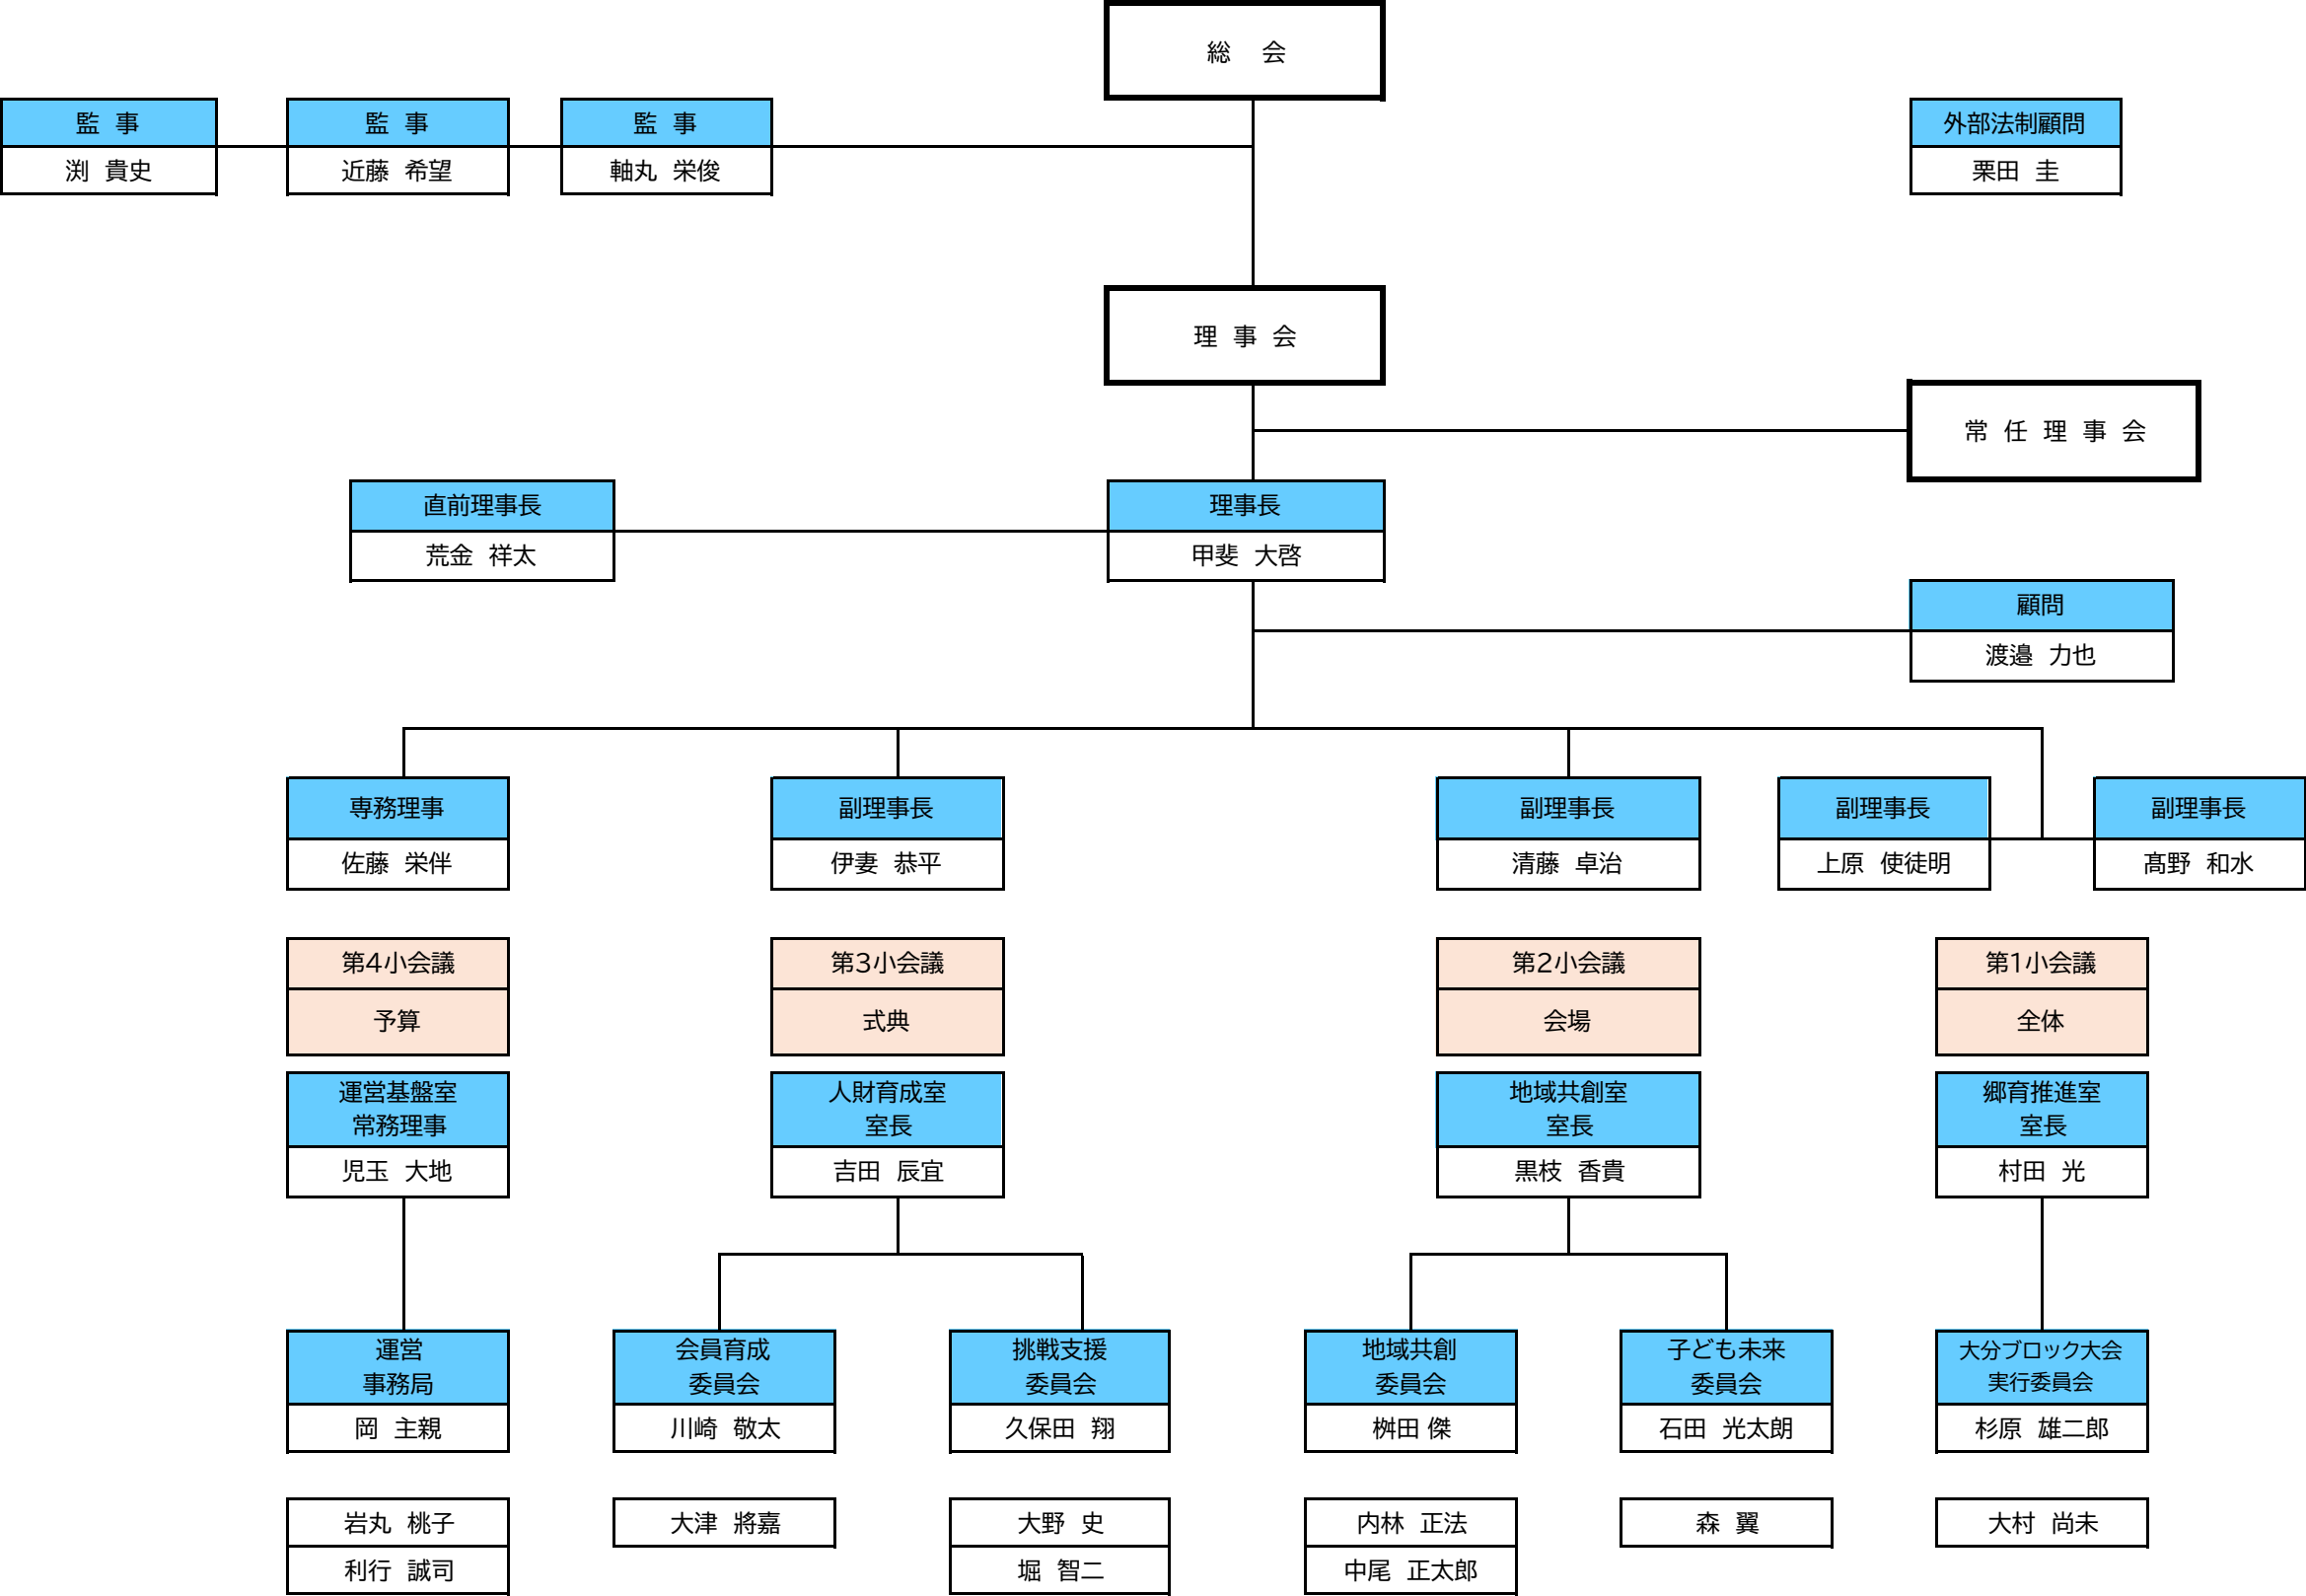 総 会
監 事
監 事
監 事
外部法制顧問
渕 貴史
近藤 希望
軸丸 栄俊
栗田 圭
理 事 会
常 任 理 事 会
直前理事長
理事長
荒金 祥太
甲斐 大啓
顧問
渡邉 力也
専務理事
副理事長
副理事長
副理事長
副理事長
佐藤 栄伴
伊妻 恭平
清藤 卓治
上原 使徒明
髙野 和水
第4小会議
第3小会議
第2小会議
第1小会議
予算
式典
会場
全体
運営基盤室
常務理事
人財育成室
室長
地域共創室
室長
郷育推進室
室長
児玉 大地
吉田 辰宜
黒枝 香貴
村田 光
運営
事務局
会員育成
委員会
挑戦支援
委員会
地域共創
委員会
子ども未来
委員会
大分ブロック大会
実行委員会
岡 主親
川崎 敬太
久保田 翔
桝田 傑
石田 光太朗
杉原 雄二郎
岩丸 桃子
大津 將嘉
大野 史
内林 正法
森 翼
大村 尚未
利行 誠司
堀 智二
中尾 正太郎